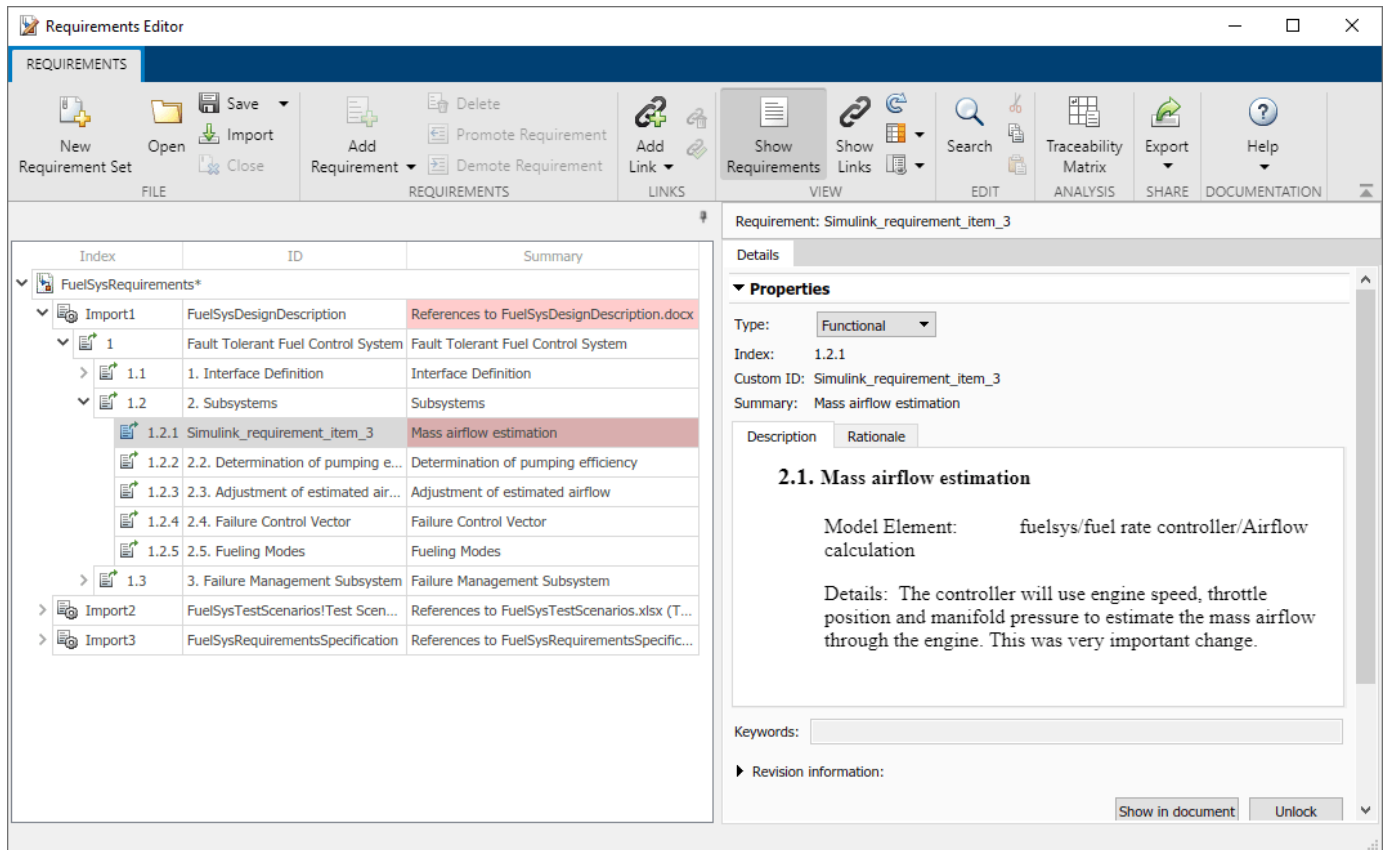 Requirements Editor
REQUIREMENTS
New
Requirement Set
Open
Save
Import
Close
FILE
Add
Requirement
Delete
Promote Requirement
Demote Requirement
REQUIREMENTS
Add
Link
LINKS
Show
Requirements
Show
Links
VIEW
Search
EDIT
Traceability
Matrix
ANALYSIS
Export
SHARE
Help
DOCUMENTATION
Index ID Summary
FuelSysRequirements*
Import1 FuelSysDesignDescription References to FuelSysDesignDescription.docx
1 Fault Tolerant Fuel Control System Fault Tolerant Fuel Control System
1.1 1. Interface Definition Interface Definition
1.2 2. Subsystems Subsystems
1.2.1 Simulink_requirement_item_3 Mass airflow estimation
1.2.2 2.2. Determination of pumping e... Determination of pumping efficiency
1.2.3 2.3. Adjustment of estimated air... Adjustment of estimated airflow
1.2.4 2.4. Failure Control Vector Failure Control Vector
1.2.5 2.5. Fueling Modes Fueling Modes
1.3 3. Failure Management Subsystem Failure Management Subsystem
Import2 FuelSysTestScenarios!Test Scen... References to FuelSysTestScenarios.xlsx (T...
Import3 FuelSysRequirementsSpecification References to FuelSysRequirementsSpecific...
Requirement: Simulink_requirement_item_3
Details
Properties
Type: Functional
Index: 1.2.1
Custom ID: Simulink_requirement_item_3
Summary: Mass airflow estimation
Description Rationale
2.1. Mass airflow estimation
Model Element: fuelsys/fuel rate controller/Airflow
calculation
Details: The controller will use engine speed, throttle
position and manifold pressure to estimate the mass airflow
through the engine. This was very important change.
Keywords:
Revision information:
Show in document Unlock